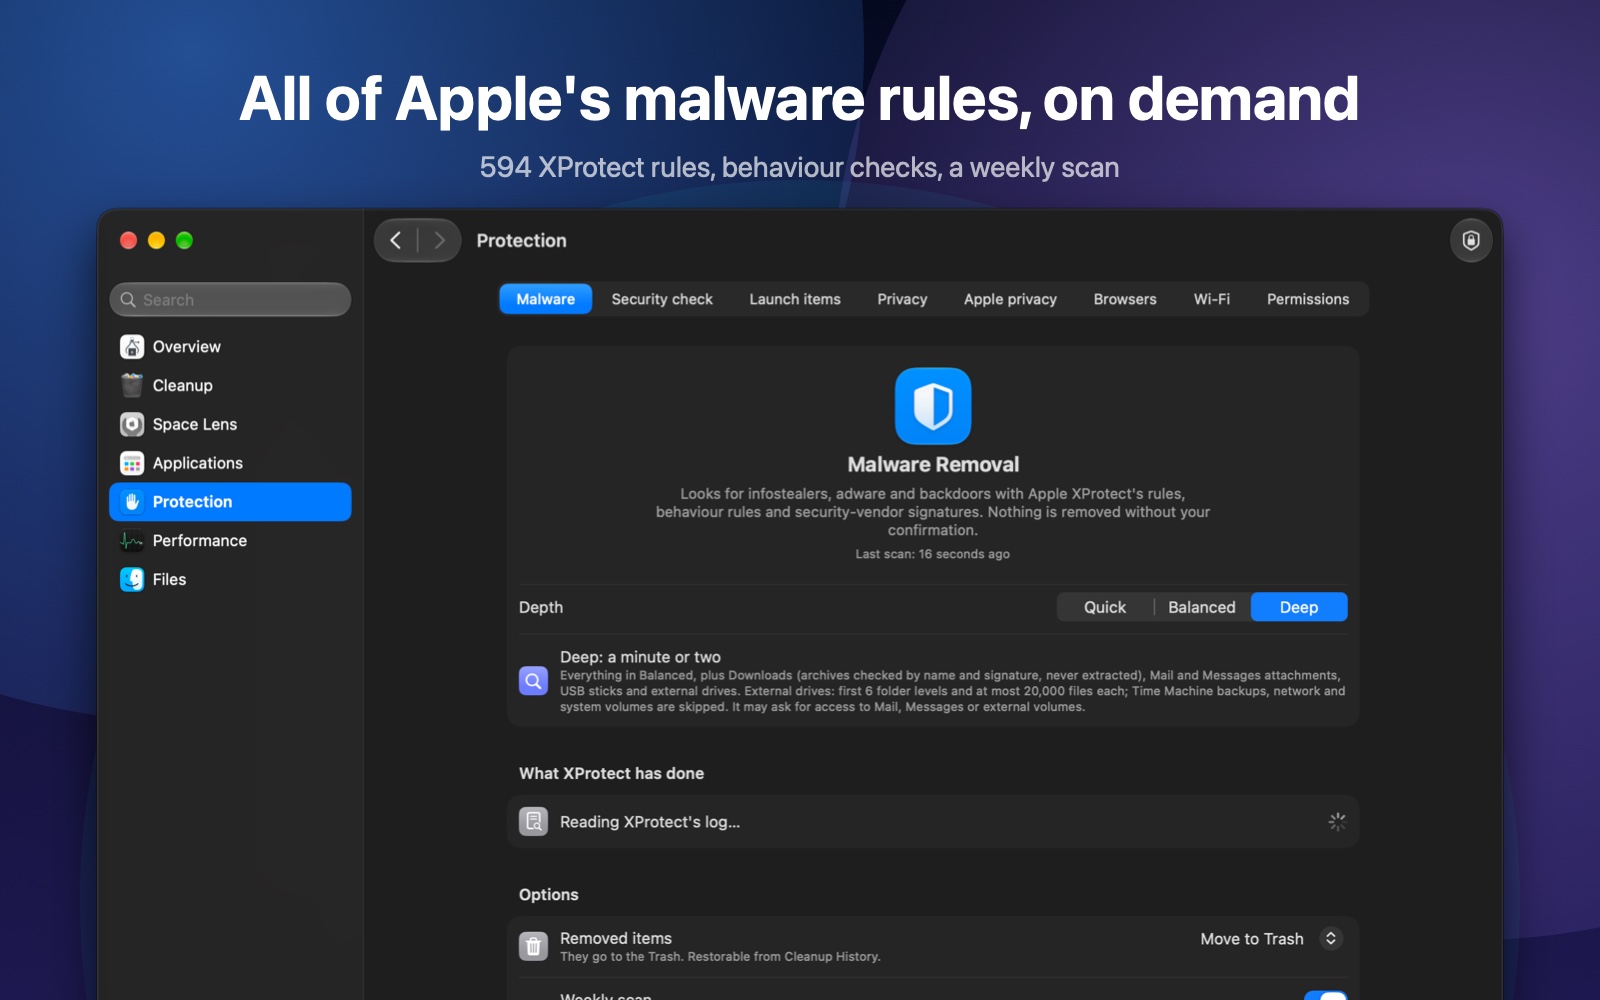 All of Apple's malware rules, on demand
594 XProtect rules, behaviour checks, a weekly scan
Protection
Search
Overview
Cleanup
Space Lens
Applications
Protection
Performance
Files
Malware
Security check
Launch items
Privacy
Apple privacy
Browsers
Wi-Fi
Permissions
Malware Removal
Looks for infostealers, adware and backdoors with Apple XProtect's rules,
behaviour rules and security-vendor signatures. Nothing is removed without your
confirmation.
Last scan: 16 seconds ago
Depth
Quick
Balanced
Deep
Deep: a minute or two
Everything in Balanced, plus Downloads (archives checked by name and signature, never extracted), Mail and Messages attachments,
USB sticks and external drives. External drives: first 6 folder levels and at most 20,000 files each; Time Machine backups, network and
system volumes are skipped. It may ask for access to Mail, Messages or external volumes.
What XProtect has done
Reading XProtect's log...
Options
Removed items
Move to Trash
They go to the Trash. Restorable from Cleanup History.
Weekly scan